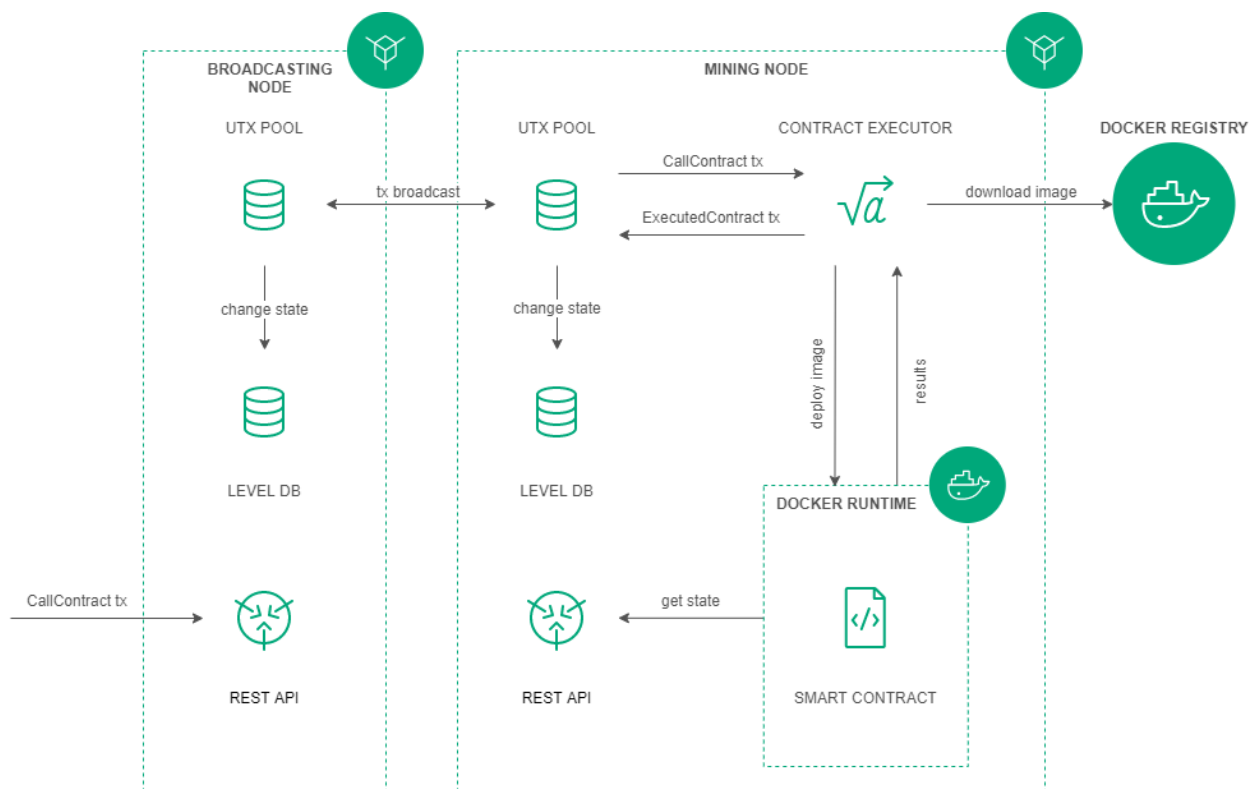 BROADCASTING
NODE
MINING NODE
UTX POOL
UTX POOL
CONTRACT EXECUTOR
DOCKER REGISTRY
CallContract tx
tx broadcast
√a
download image
ExecutedContract tx
change state
change state
deploy image
results
LEVEL DB
LEVEL DB
DOCKER RUNTIME
CallContract tx
get state
</>
REST API
REST API
SMART CONTRACT